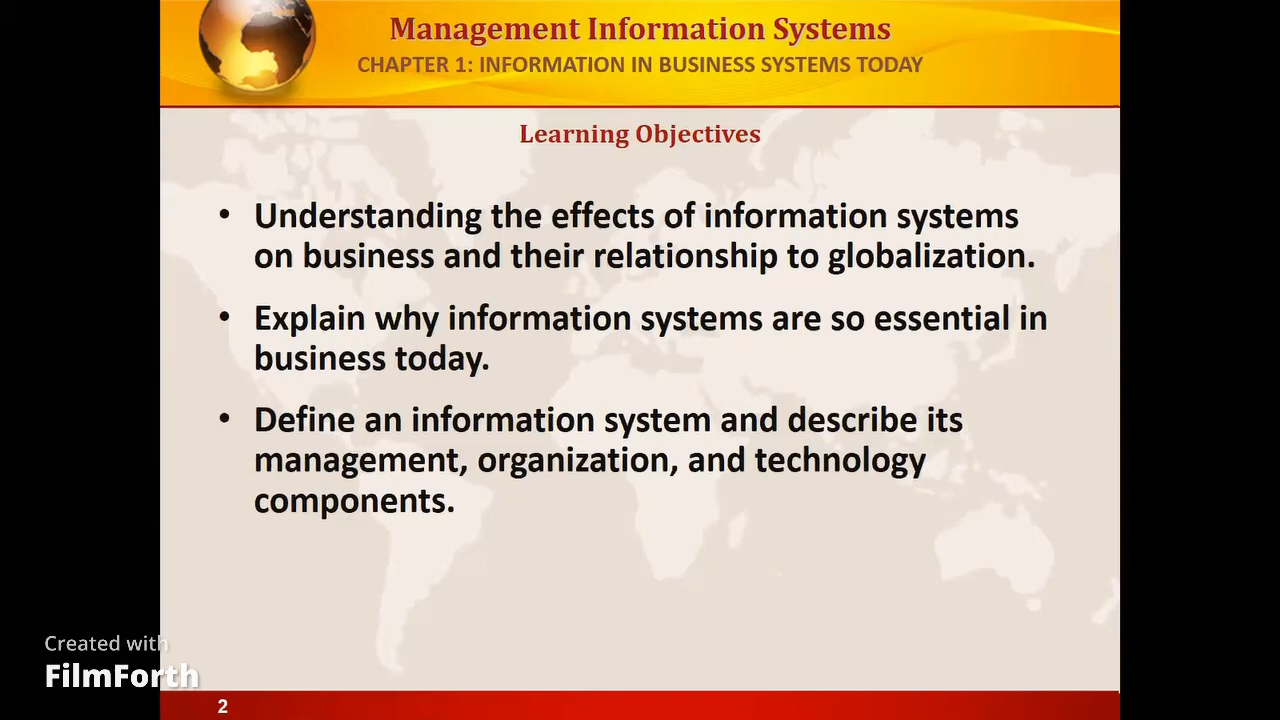 Management Information Systems
CHAPTER 1: INFORMATION IN BUSINESS SYSTEMS TODAY
Learning Objectives
• Understanding the effects of information systems
on business and their relationship to globalization.
• Explain why information systems are so essential in
business today.
• Define an information system and describe its
management, organization, and technology
components.
Created with
FilmForth
2